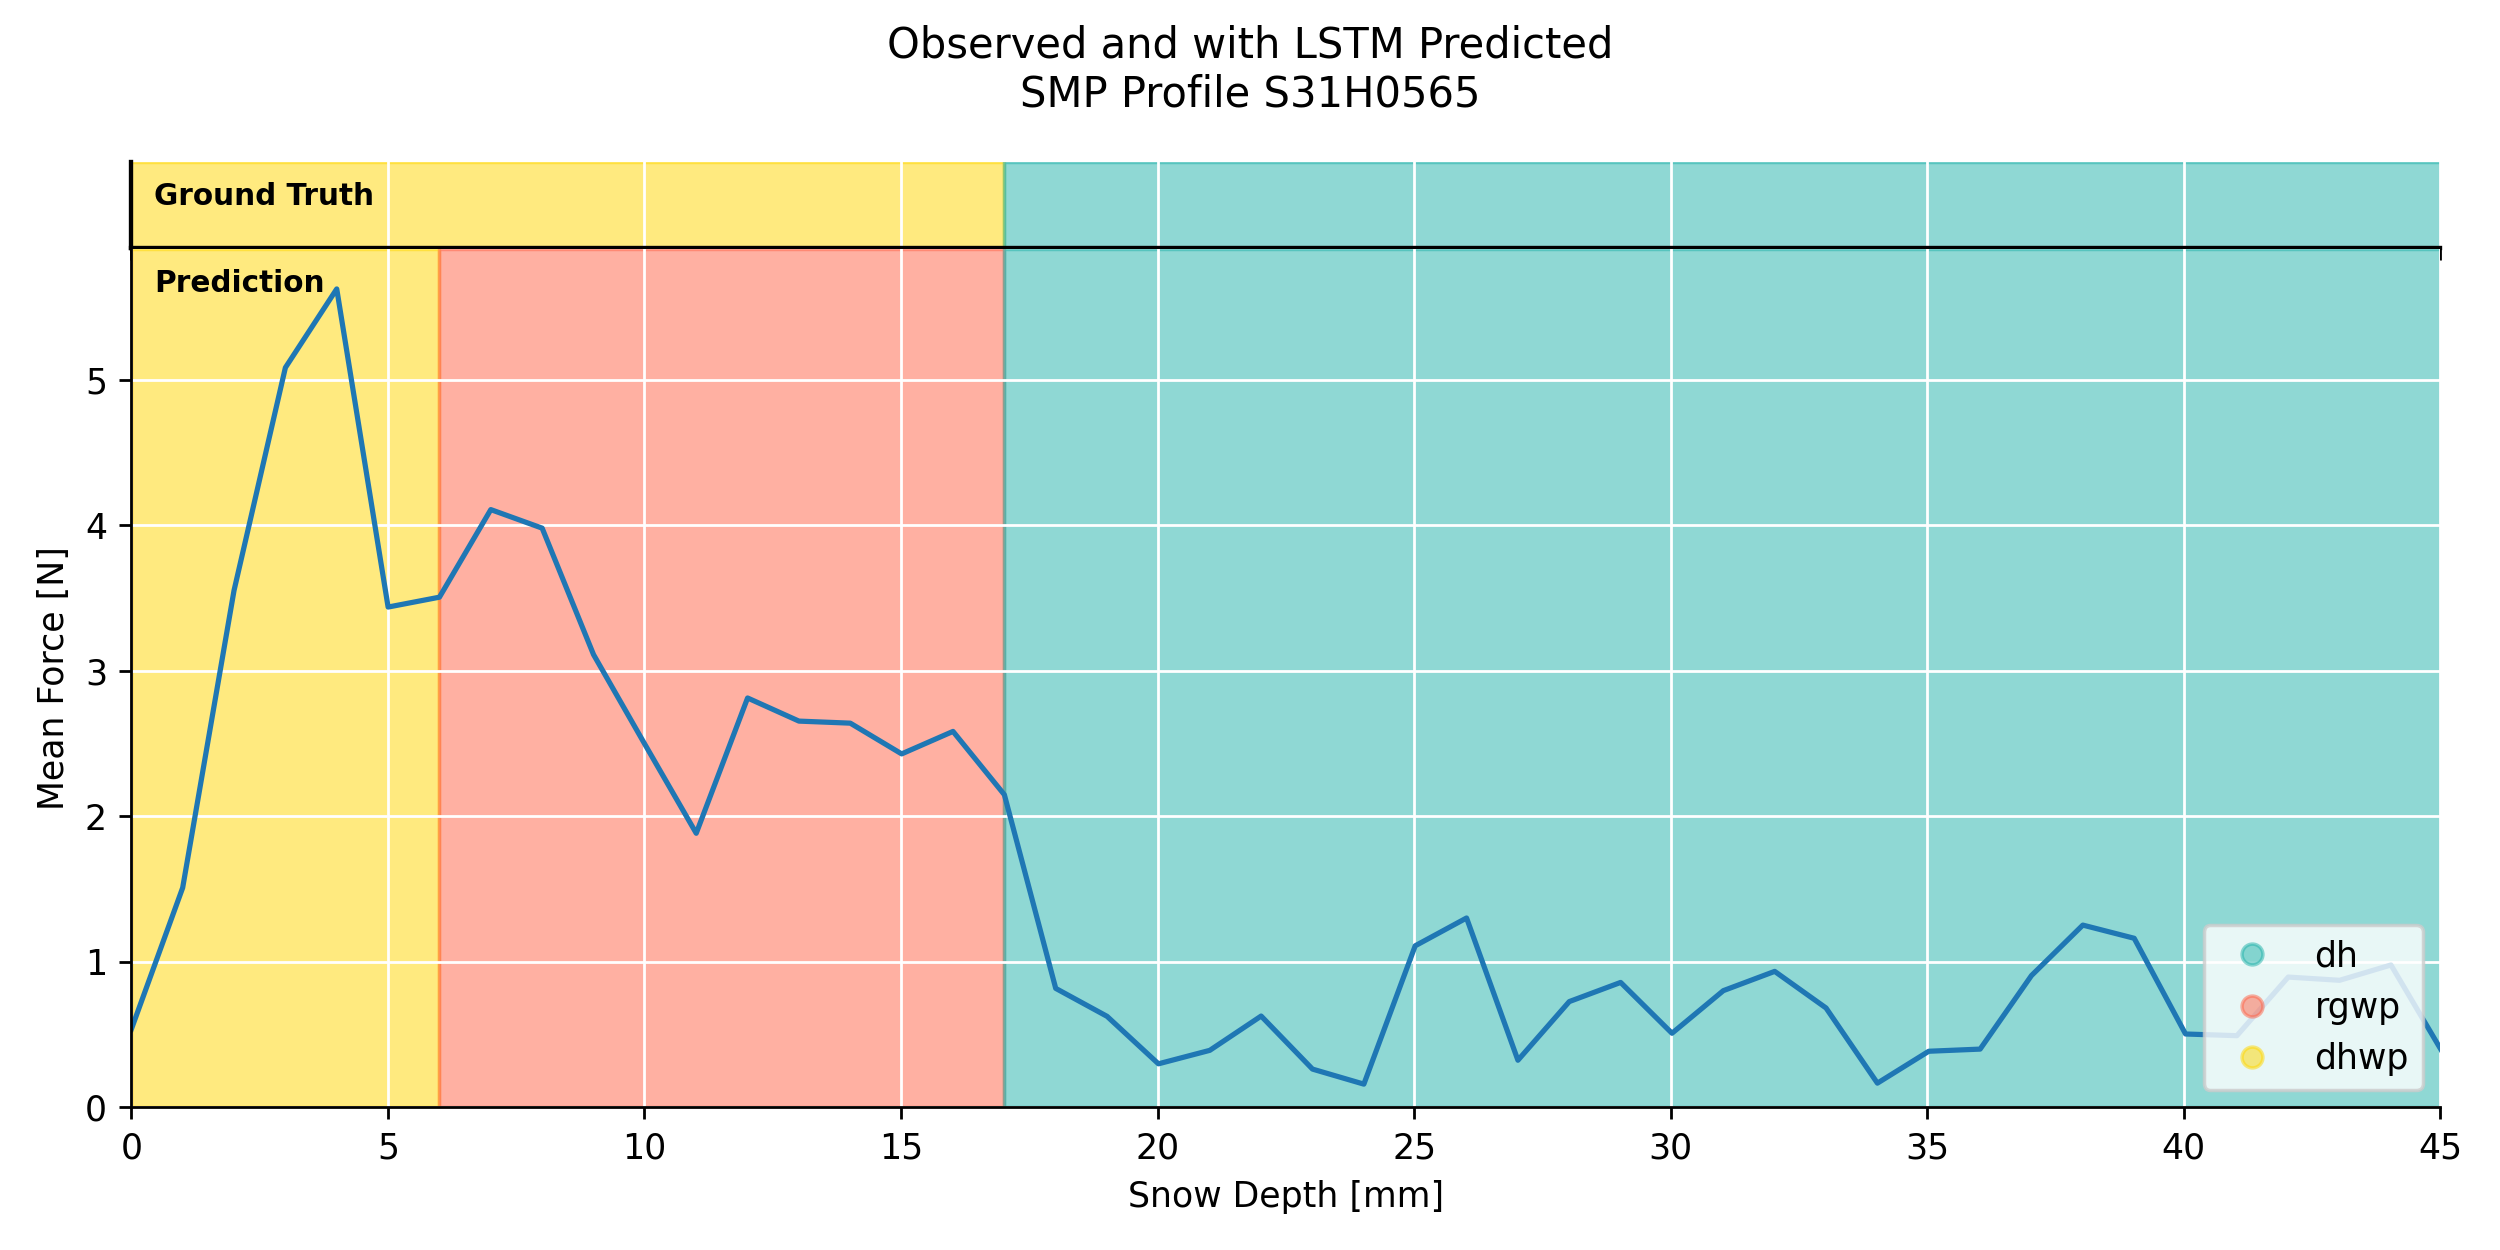 Observed and with LSTM Predicted
SMP Profile S31H0565
Ground Truth
Prediction
5
4
3
2
1
0
Mean Force [N]
dh
rgwp
dhwp
0 5 10 15 20 25 30 35 40 45
Snow Depth [mm]